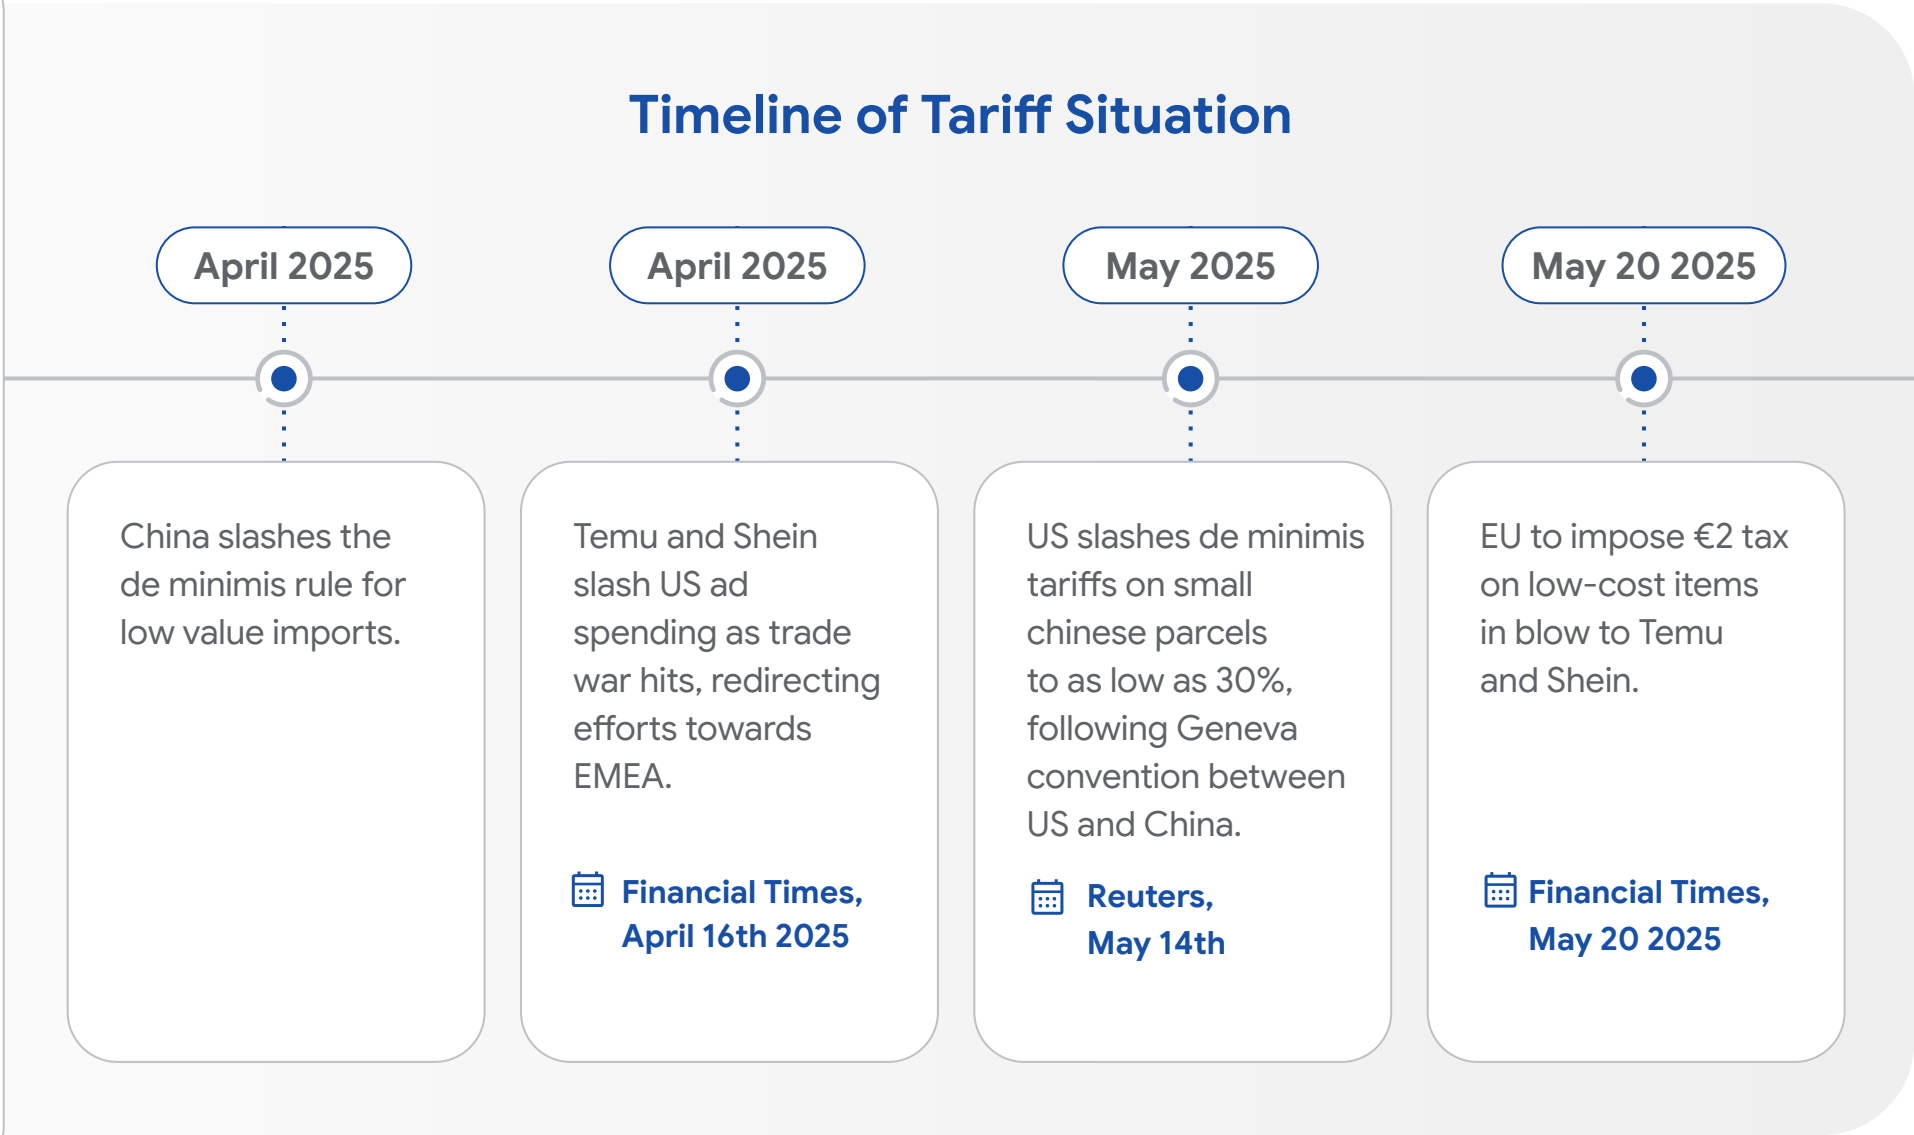 Timeline of Tariff Situation
April 2025
China slashes the
de minimis rule for
low value imports.
April 2025
Temu and Shein
slash US ad
spending as trade
war hits, redirecting
efforts towards
EMEA.
Financial Times,
April 16th 2025
May 2025
US slashes de minimis
tariffs on small
chinese parcels
to as low as 30%,
following Geneva
convention between
US and China.
Reuters,
May 14th
May 20 2025
EU to impose €2 tax
on low-cost items
in blow to Temu
and Shein.
Financial Times,
May 20 2025